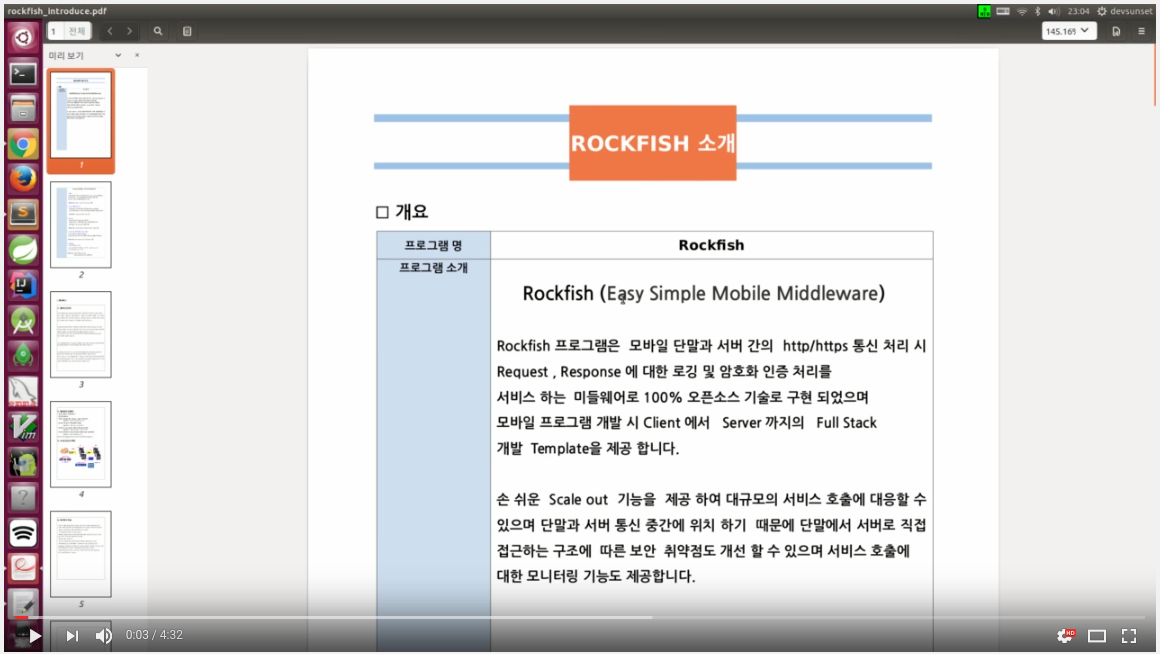 rockfish_introduce.pdf
23:04 devsunset
1 전체
145.16%
미리 보기
1
2
3
4
5
ROCKFISH 소개
□ 개요
프로그램 명 Rockfish
프로그램 소개
Rockfish (Easy Simple Mobile Middleware)
Rockfish 프로그램은 모바일 단말과 서버 간의 http/https 통신 처리 시
Request , Response 에 대한 로깅 및 암호화 인증 처리를
서비스 하는 미들웨어로 100% 오픈소스 기술로 구현 되었으며
모바일 프로그램 개발 시 Client 에서 Server 까지의 Full Stack
개발 Template을 제공 합니다.
손 쉬운 Scale out 기능을 제공 하여 대규모의 서비스 호출에 대응할 수
있으며 단말과 서버 통신 중간에 위치 하기 때문에 단말에서 서버로 직접
접근하는 구조에 따른 보안 취약점도 개선 할 수 있으며 서비스 호출에
대한 모니터링 기능도 제공합니다.
0:03 / 4:32
HD